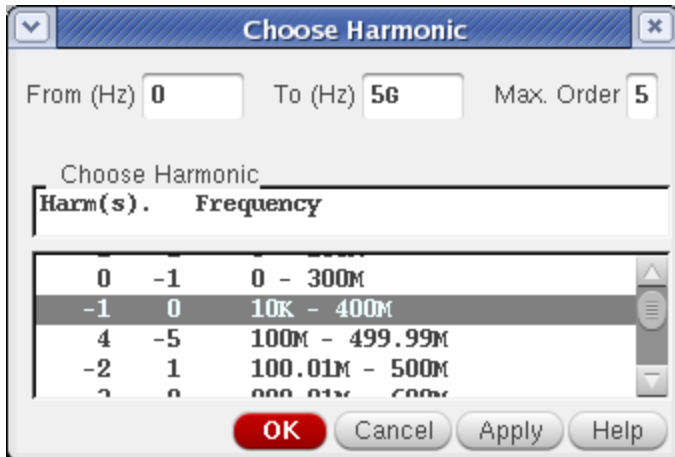 Choose Harmonic
From (Hz) 0 To (Hz) 5G Max. Order 5
Choose Harmonic
Harm(s). Frequency
0 -1 0 - 300M
-1 0 10K - 400M
4 -5 100M - 499.99M
-2 1 100.01M - 500M
OK Cancel Apply Help